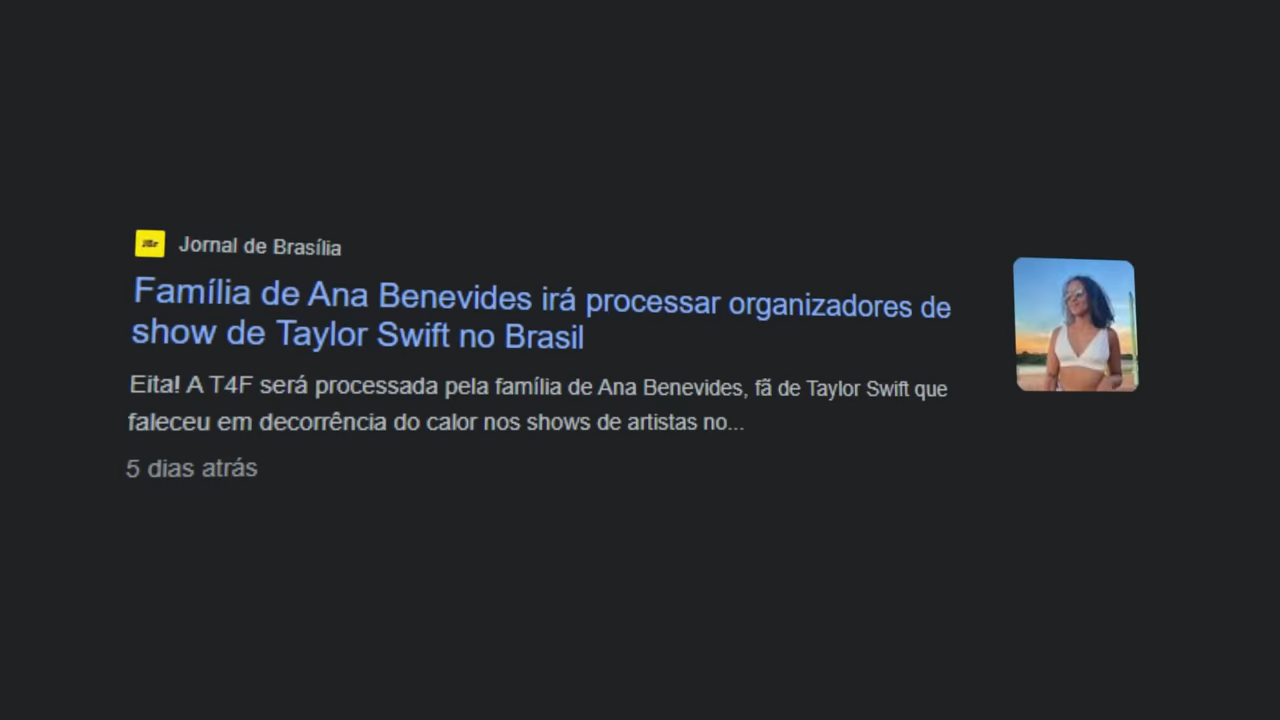 Jornal de Brasília
Família de Ana Benevides irá processar organizadores de
show de Taylor Swift no Brasil
Eita! A T4F será processada pela família de Ana Benevides, fã de Taylor Swift que
faleceu em decorrência do calor nos shows de artistas no...
5 dias atrás